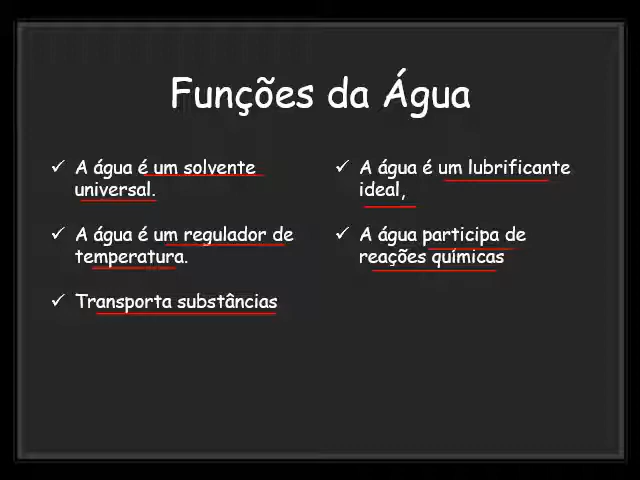 Funções da Água
✓ A água é um solvente
universal.
✓ A água é um regulador de
temperatura.
✓ Transporta substâncias
✓ A água é um lubrificante
ideal,
✓ A água participa de
reações químicas